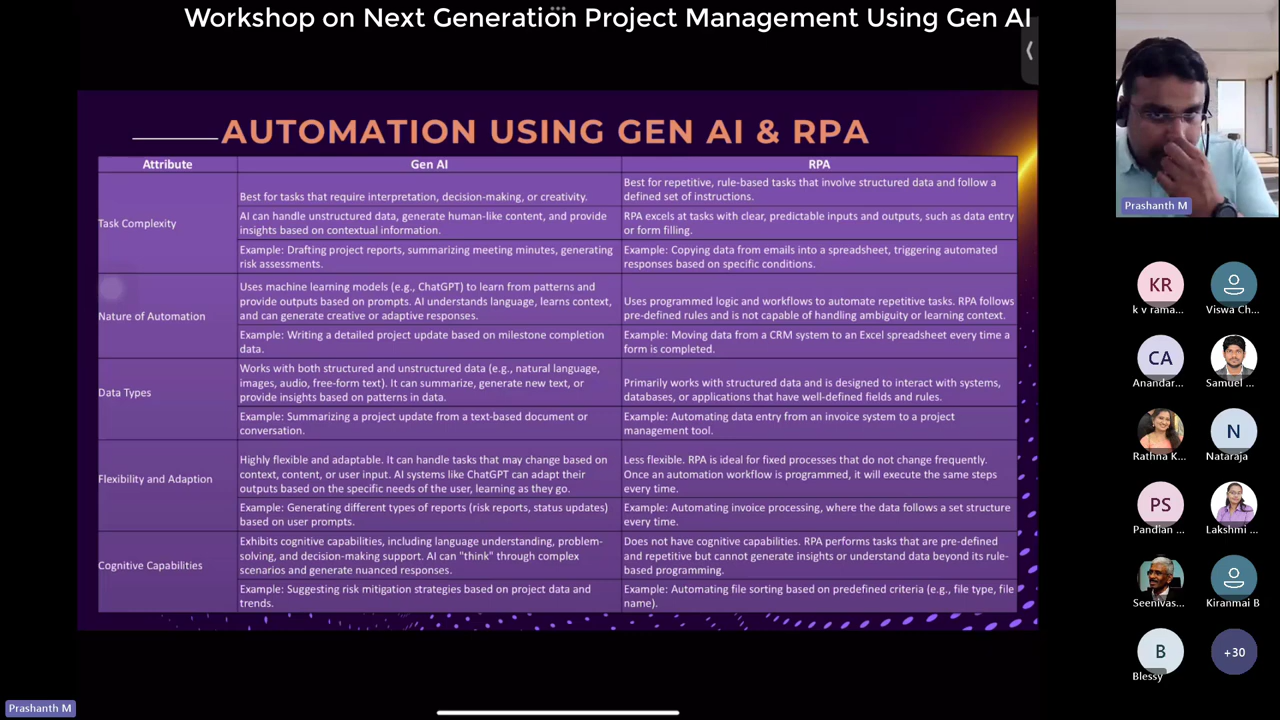 Workshop on Next Generation Project Management Using Gen AI
AUTOMATION USING GEN AI & RPA
Attribute
Gen AI
RPA
Task Complexity
Best for tasks that require interpretation, decision-making, or creativity.
Best for repetitive, rule-based tasks that involve structured data and follow a
defined set of instructions.
AI can handle unstructured data, generate human-like content, and provide
insights based on contextual information.
RPA excels at tasks with clear, predictable inputs and outputs, such as data entry
or form filling.
Example: Drafting project reports, summarizing meeting minutes, generating
risk assessments.
Example: Copying data from emails into a spreadsheet, triggering automated
responses based on specific conditions.
Nature of Automation
Uses machine learning models (e.g., ChatGPT) to learn from patterns and
provide outputs based on prompts. AI understands language, learns context,
and can generate creative or adaptive responses.
Uses programmed logic and workflows to automate repetitive tasks. RPA follows
pre-defined rules and is not capable of handling ambiguity or learning context.
Example: Writing a detailed project update based on milestone completion
data.
Example: Moving data from a CRM system to an Excel spreadsheet every time a
form is completed.
Data Types
Works with both structured and unstructured data (e.g., natural language,
images, audio, free-form text). It can summarize, generate new text, or
provide insights based on patterns in data.
Primarily works with structured data and is designed to interact with systems,
databases, or applications that have well-defined fields and rules.
Example: Summarizing a project update from a text-based document or
conversation.
Example: Automating data entry from an invoice system to a project
management tool.
Flexibility and Adaption
Highly flexible and adaptable. It can handle tasks that may change based on
context, content, or user input. AI systems like ChatGPT can adapt their
outputs based on the specific needs of the user, learning as they go.
Less flexible. RPA is ideal for fixed processes that do not change frequently.
Once an automation workflow is programmed, it will execute the same steps
every time.
Example: Generating different types of reports (risk reports, status updates)
based on user prompts.
Example: Automating invoice processing, where the data follows a set structure
every time.
Cognitive Capabilities
Exhibits cognitive capabilities, including language understanding, problem-
solving, and decision-making support. AI can "think" through complex
scenarios and generate nuanced responses.
Does not have cognitive capabilities. RPA performs tasks that are pre-defined
and repetitive but cannot generate insights or understand data beyond its rule-
based programming.
Example: Suggesting risk mitigation strategies based on project data and
trends.
Example: Automating file sorting based on predefined criteria (e.g., file type, file
name).
Prashanth M
KR
k v rama...
Viswa Ch...
CA
Anandar...
Samuel ...
Rathna K...
N
Nataraja
PS
Pandian ...
Lakshmi ...
Seenivas...
Kiranmai B
B
Blessy
+30
Prashanth M